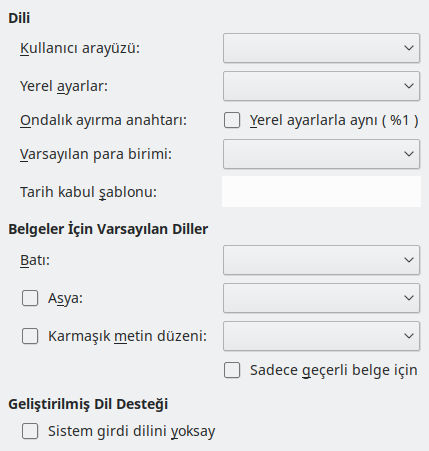 Dili
Kullanıcı arayüzü:
Yerel ayarlar:
Ondalık ayırma anahtarı:
Yerel ayarlarla aynı ( %1 )
Varsayılan para birimi:
Tarih kabul şablonu:
Belgeler İçin Varsayılan Diller
Batı:
Asya:
Karmaşık metin düzeni:
Sadece geçerli belge için
Geliştirilmiş Dil Desteği
Sistem girdi dilini yoksay